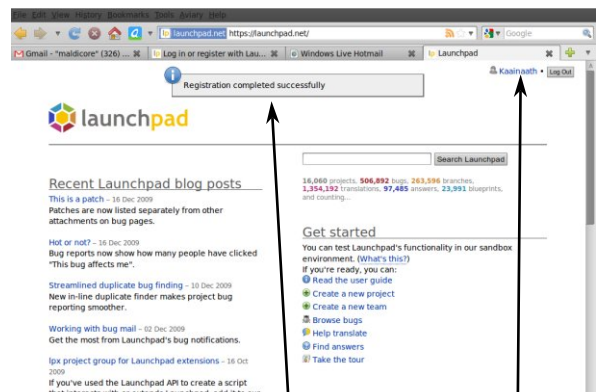 File Edit View History Bookmarks Tools Aviary Help
launchpad.net https://launchpad.net/
Google
Gmail - "maldicore" (326) ...
Log in or register with Lau...
Windows Live Hotmail
Launchpad
Kaainaath • Log Out
Registration completed successfully
launchpad
Search Launchpad
16,060 projects, 506,892 bugs, 263,596 branches,
1,354,192 translations, 97,485 answers, 23,991 blueprints,
and counting...
Recent Launchpad blog posts
This is a patch – 16 Dec 2009
Patches are now listed separately from other
attachments on bug pages.
Hot or not? – 16 Dec 2009
Bug reports now show how many people have clicked
"This bug affects me".
Streamlined duplicate bug finding – 10 Dec 2009
New in-line duplicate finder makes project bug
reporting smoother.
Working with bug mail – 02 Dec 2009
Get the most from Launchpad's bug notifications.
lpx project group for Launchpad extensions – 16 Oct
2009
If you've used the Launchpad API to create a script
Get started
You can test Launchpad's functionality in our sandbox
environment. (What's this?)
If you're ready, you can:
Read the user guide
Create a new project
Create a new team
Browse bugs
Help translate
Find answers
Take the tour